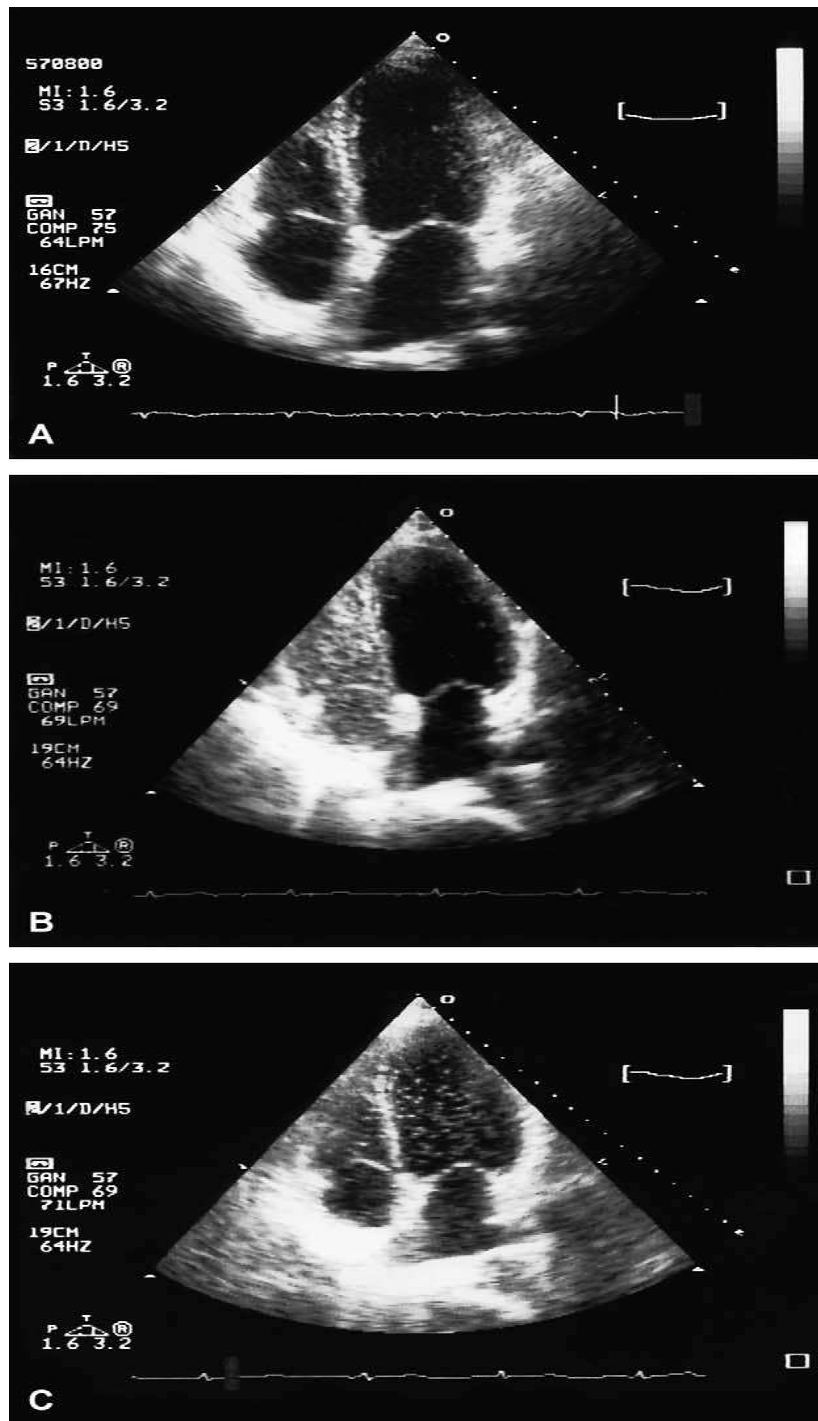 570800
MI:1.6
S3 1.6/3.2
/1/D/H5
GAN 57
COMP 75
64LPM
16CM
67HZ
P T R
1.6 3.2
A
MI:1.6
S3 1.6/3.2
/1/D/H5
GAN 57
COMP 69
69LPM
19CM
64HZ
P T R
1.6 3.2
B
MI:1.6
S3 1.6/3.2
/1/D/H5
GAN 57
COMP 69
71LPM
19CM
64HZ
P T R
1.6 3.2
C